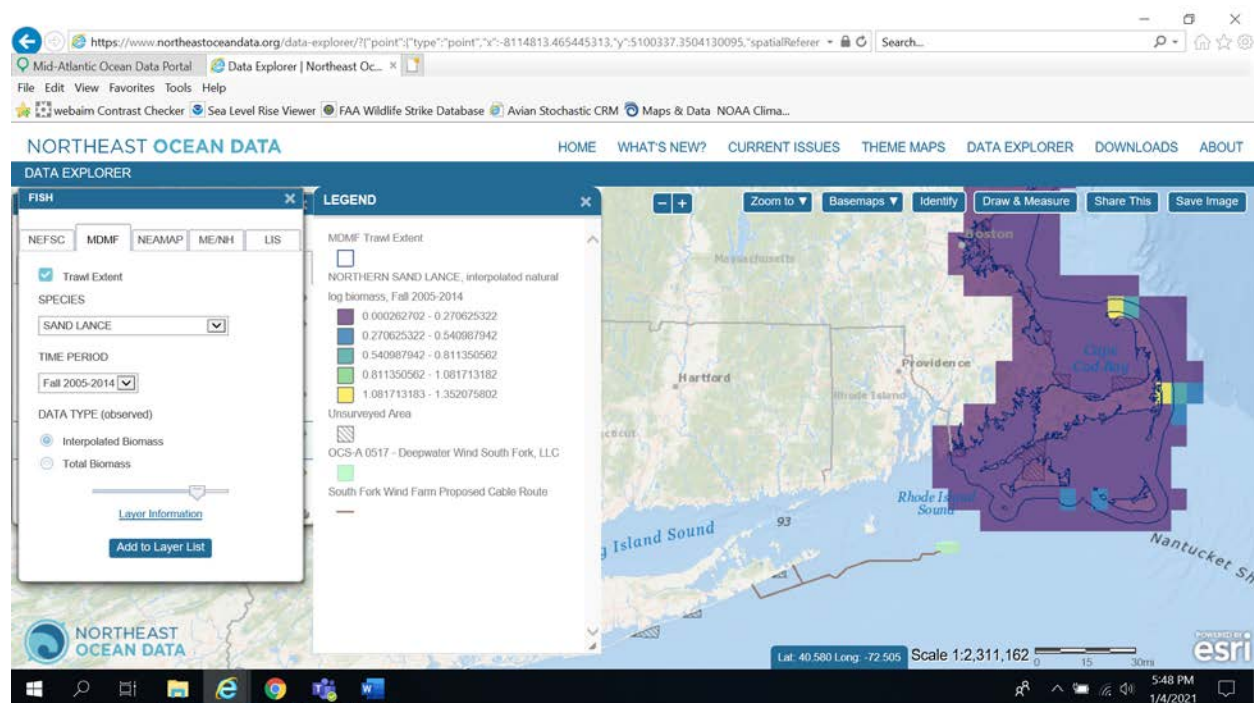 https://www.northeastoceandata.org/data-explorer/?{"point":{"type":"point","x":-8114813.465445313,"y":5100337.3504130095,"spatialReferer
Search...
Mid-Atlantic Ocean Data Portal
Data Explorer | Northeast Oc...
File Edit View Favorites Tools Help
webaim Contrast Checker Sea Level Rise Viewer FAA Wildlife Strike Database Avian Stochastic CRM Maps & Data NOAA Clima...
NORTHEAST OCEAN DATA
HOME WHAT'S NEW? CURRENT ISSUES THEME MAPS DATA EXPLORER DOWNLOADS ABOUT
DATA EXPLORER
FISH
NEFSC MDMF NEAMAP ME/NH LIS
Trawl Extent
SPECIES
SAND LANCE
TIME PERIOD
Fall 2005-2014
DATA TYPE (observed)
Interpolated Biomass
Total Biomass
Layer Information
Add to Layer List
LEGEND
MDMF Trawl Extent
NORTHERN SAND LANCE, interpolated natural
log biomass, Fall 2005-2014
0.000262702 - 0.270625322
0.270625322 - 0.540987942
0.540987942 - 0.811350562
0.811350562 - 1.081713182
1.081713183 - 1.352075802
Unsurveyed Area
OCS-A 0517 - Deepwater Wind South Fork, LLC
South Fork Wind Farm Proposed Cable Route
Zoom to ▼ Basemaps ▼ Identify Draw & Measure Share This Save Image
Boston
Massachusetts
Cape
Cod Bay
Providence
Hartford
Rhode Island
Rhode Island
Sound
93
Island Sound
Nantucket Sh
NORTHEAST
OCEAN DATA
Lat: 40.580 Long: -72.505
Scale 1:2,311,162
0 15 30mi
POWERED BY
esri
5:48 PM
1/4/2021